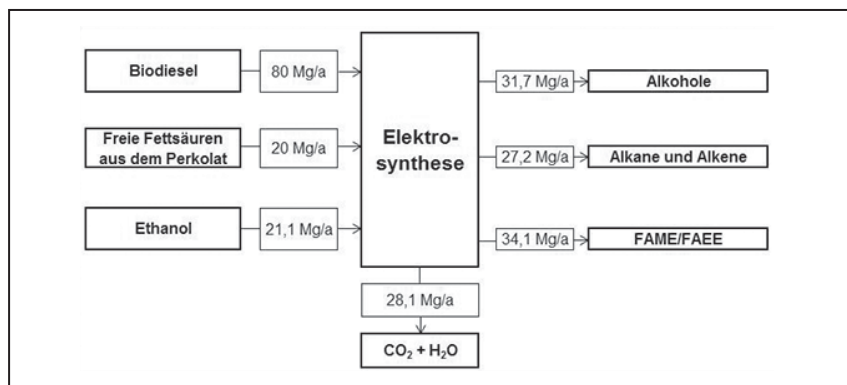 Biodiesel
80 Mg/a
Freie Fettsäuren
aus dem Perkolat
20 Mg/a
Ethanol
21,1 Mg/a
Elektro-
synthese
31,7 Mg/a
Alkohole
27,2 Mg/a
Alkane und Alkene
34,1 Mg/a
FAME/FAEE
28,1 Mg/a
CO₂ + H₂O